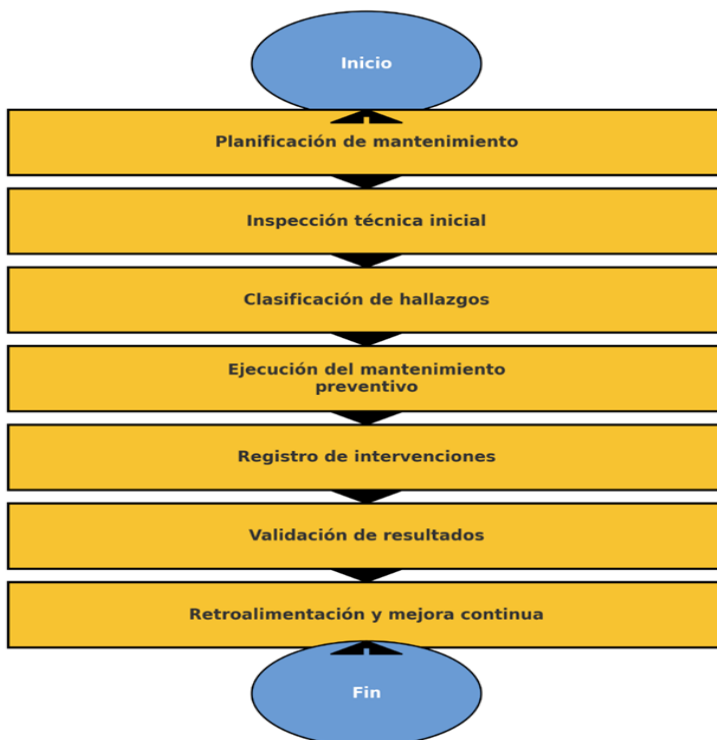 Inicio
Planificación de mantenimiento
Inspección técnica inicial
Clasificación de hallazgos
Ejecución del mantenimiento
preventivo
Registro de intervenciones
Validación de resultados
Retroalimentación y mejora continua
Fin